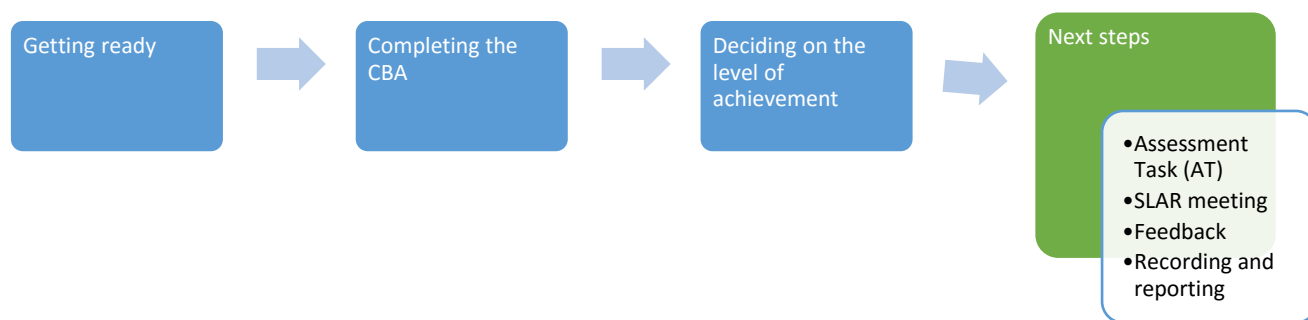 Getting ready
Completing the
CBA
Deciding on the
level of
achievement
Next steps
•Assessment
Task (AT)
•SLAR meeting
•Feedback
•Recording and
reporting